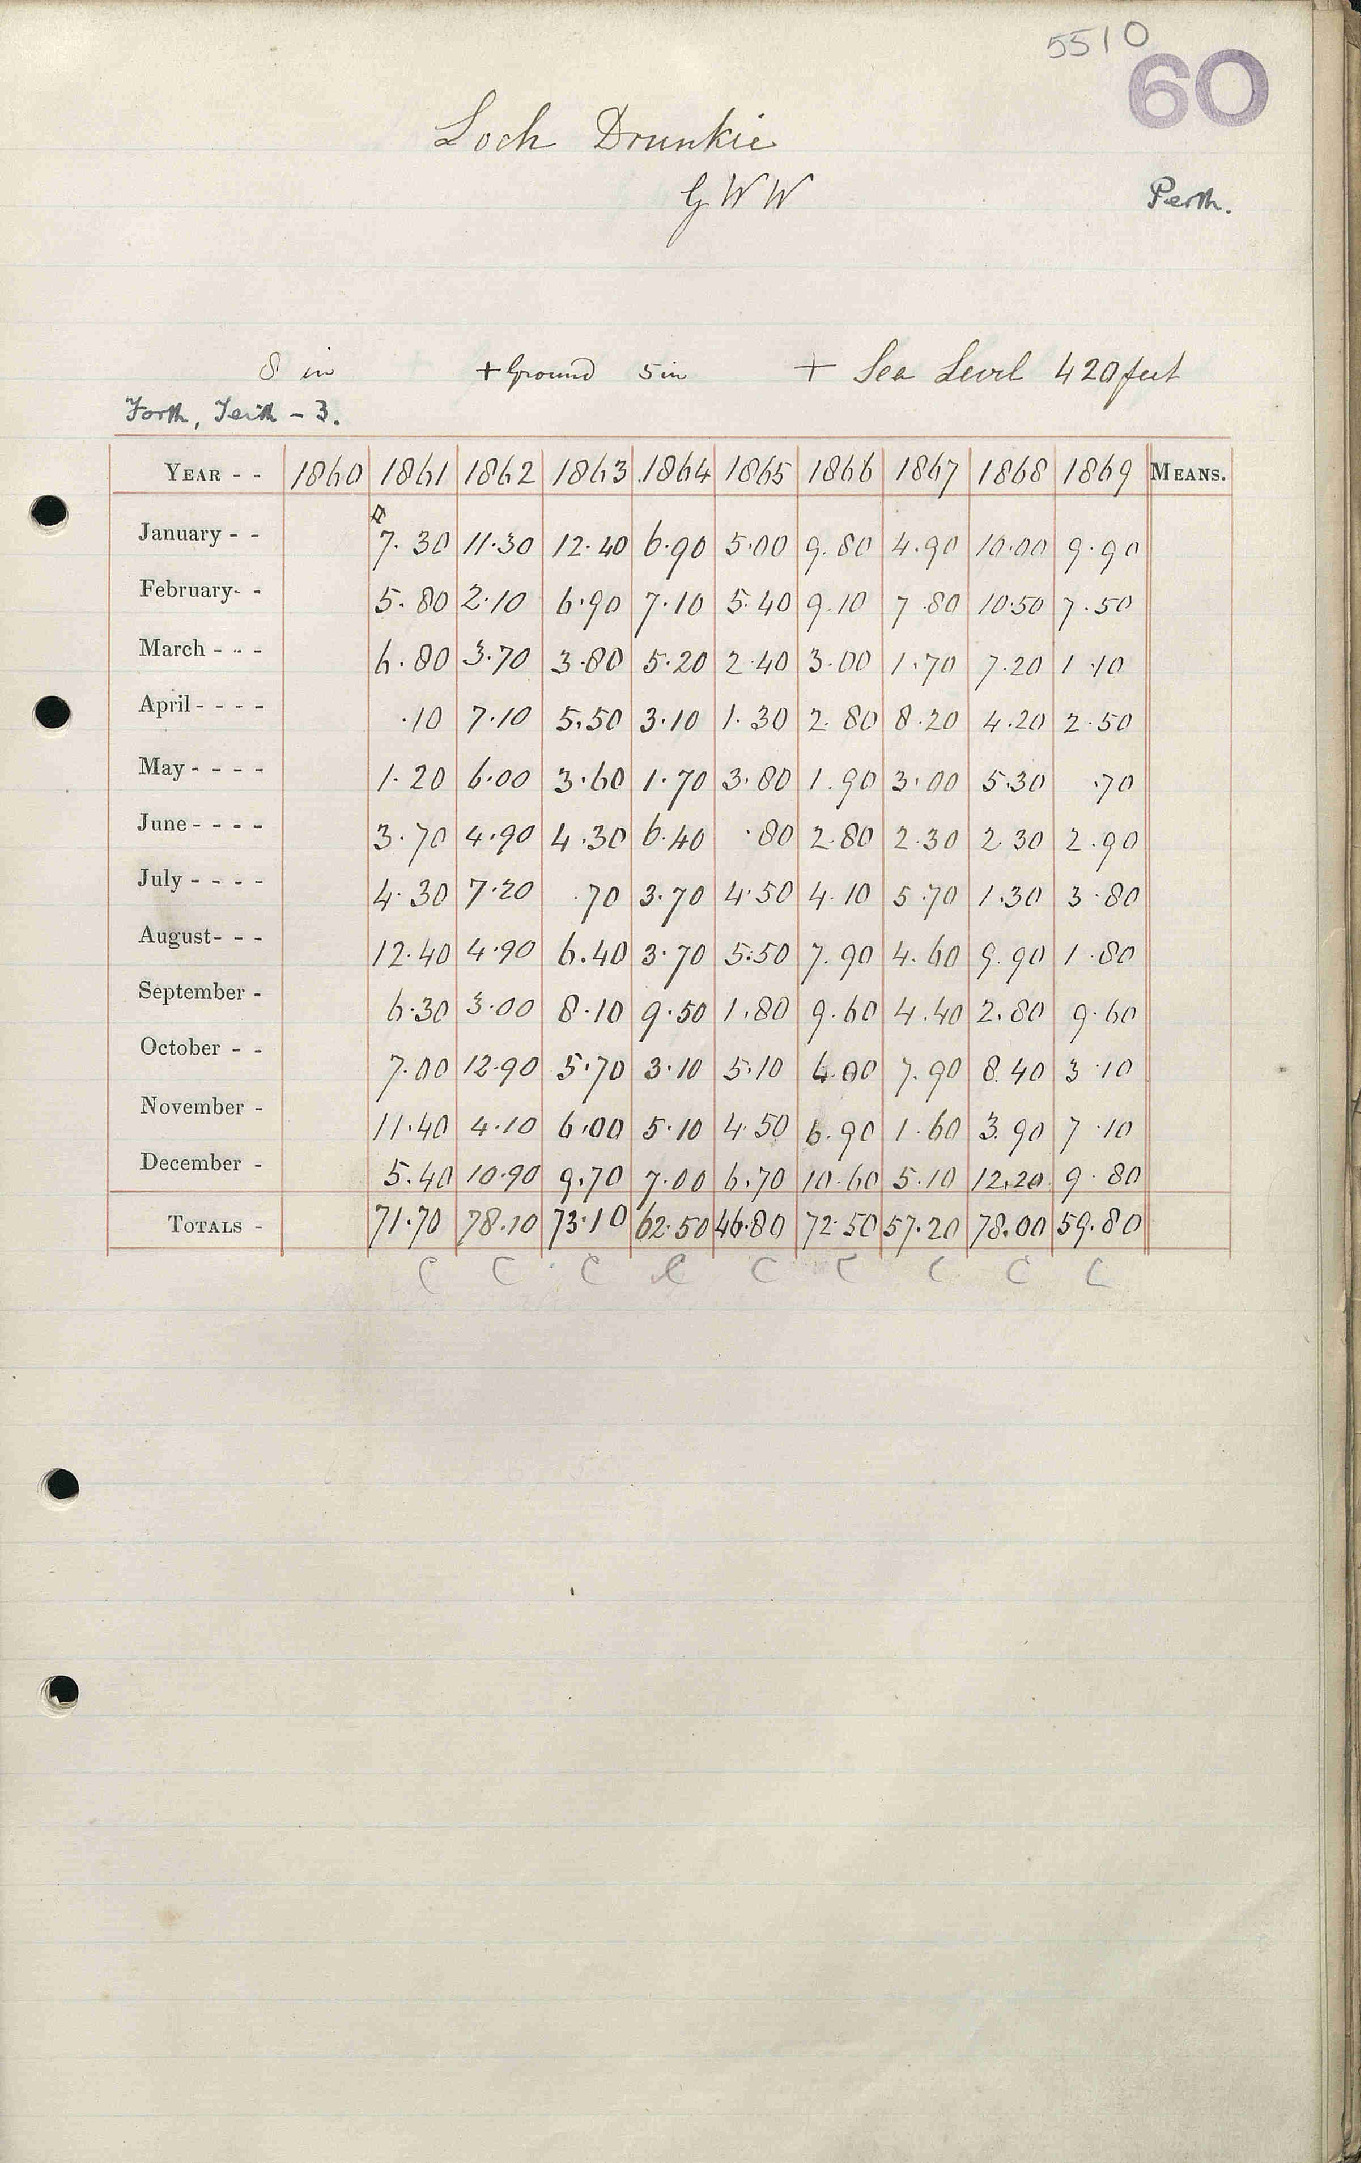 5510
60
Loch Drunkie
G W W
Perth.
8 in + Ground 5 in + Sea Level 420 feet
Forth, Teith - 3.
YEAR - - 1860 1861 1862 1863 1864 1865 1866 1867 1868 1869 MEANS.
January - - 7.30 11.30 12.40 6.90 5.00 9.80 4.90 10.00 9.90
February- - 5.80 2.10 6.90 7.10 5.40 9.10 7.80 10.50 7.50
March - - - 6.80 3.70 3.80 5.20 2.40 3.00 1.70 7.20 1.10
April - - - - .10 7.10 5.50 3.10 1.30 2.80 8.20 4.20 2.50
May - - - - 1.20 6.00 3.60 1.70 3.80 1.90 3.00 5.30 .70
June - - - - 3.70 4.90 4.30 6.40 .80 2.80 2.30 2.30 2.90
July - - - - 4.30 7.20 .70 3.70 4.50 4.10 5.70 1.30 3.80
August- - - 12.40 4.90 6.40 3.70 5.50 7.90 4.60 9.90 1.80
September - 6.30 3.00 8.10 9.50 1.80 9.60 4.40 2.80 9.60
October - - 7.00 12.90 5.70 3.10 5.10 4.00 7.90 8.40 3.10
November - 11.40 4.10 6.00 5.10 4.50 6.90 1.60 3.90 7.10
December - 5.40 10.90 9.70 7.00 6.70 10.60 5.10 12.20 9.80
TOTALS - 71.70 78.10 73.10 62.50 46.80 72.50 57.20 78.00 59.80
C C C C C C C C C